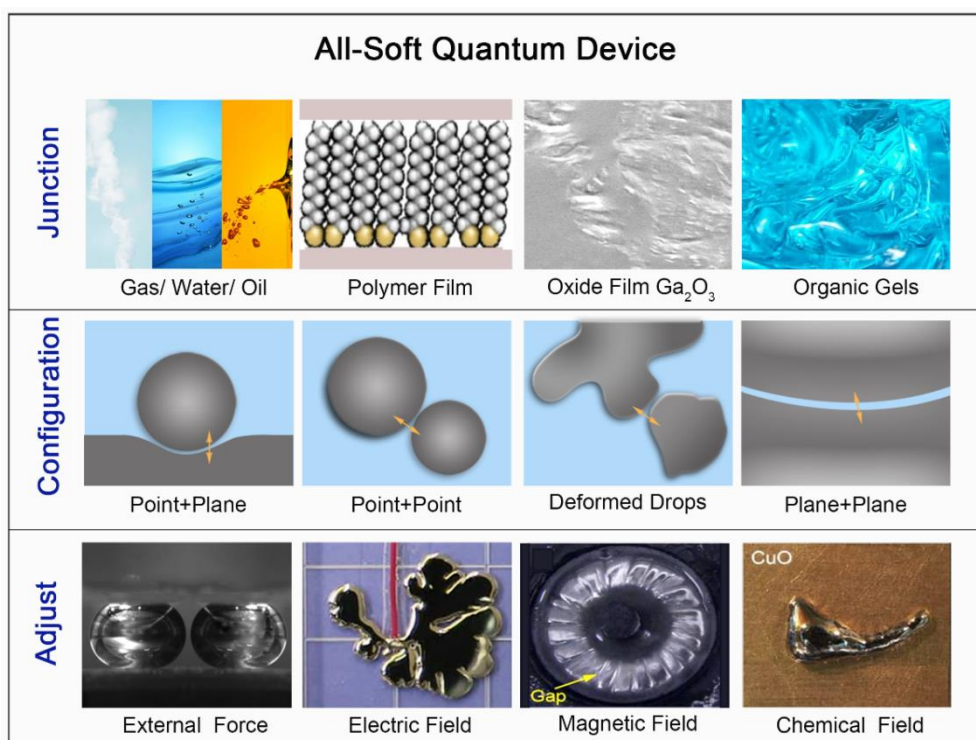 All-Soft Quantum Device
Junction
Gas/ Water/ Oil
Polymer Film
Oxide Film Ga₂O₃
Organic Gels
Configuration
Point+Plane
Point+Point
Deformed Drops
Plane+Plane
Adjust
Gap
CuO
External Force
Electric Field
Magnetic Field
Chemical Field